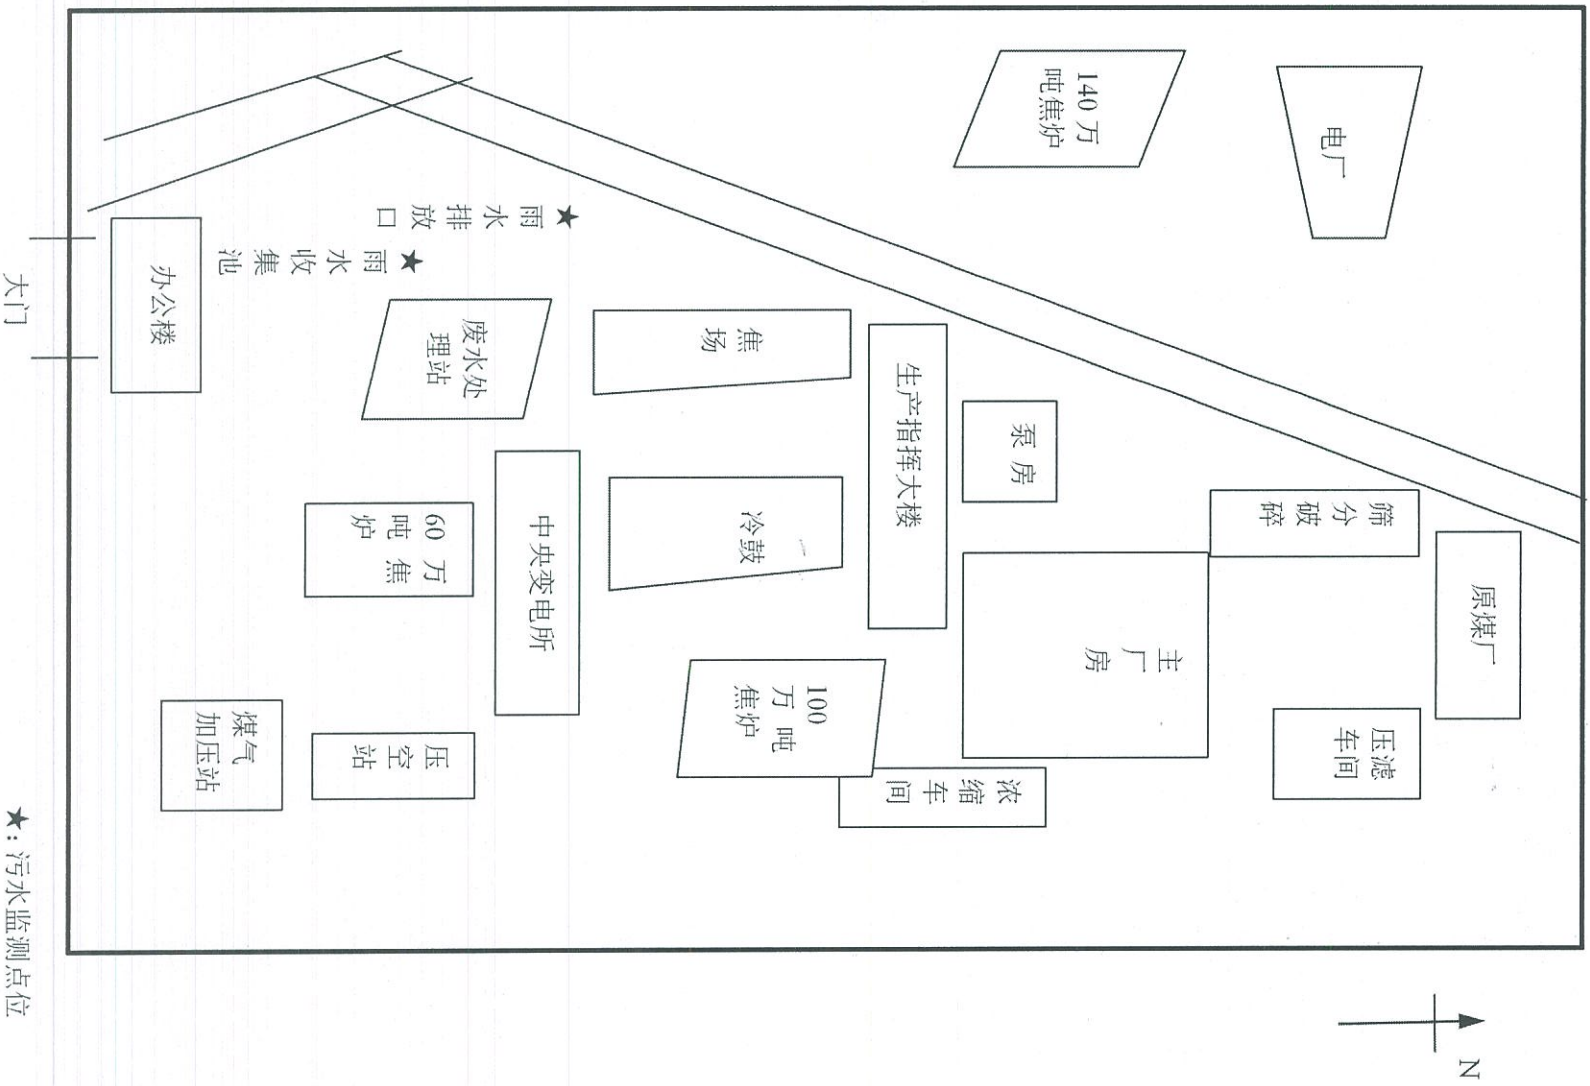 N
原煤厂
筛分破碎
压滤
车间
电厂
主厂房
140万
吨焦炉
泵房
浓缩车间
生产指挥大楼
100
万吨
焦炉
焦场
冷鼓
中央变电所
★雨水排放口
废水处
理站
60万
吨焦
炉
压空站
★雨水收集池
煤气
加压站
办公楼
大门
★:污水监测点位